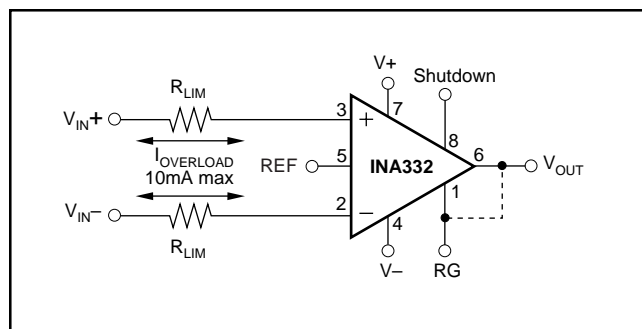 V+
Shutdown
R_LIM
V_IN+
3
+
7
8
I_OVERLOAD
10mA max
REF
5
INA332
6
V_OUT
1
V_IN−
2
−
4
R_LIM
V−
RG